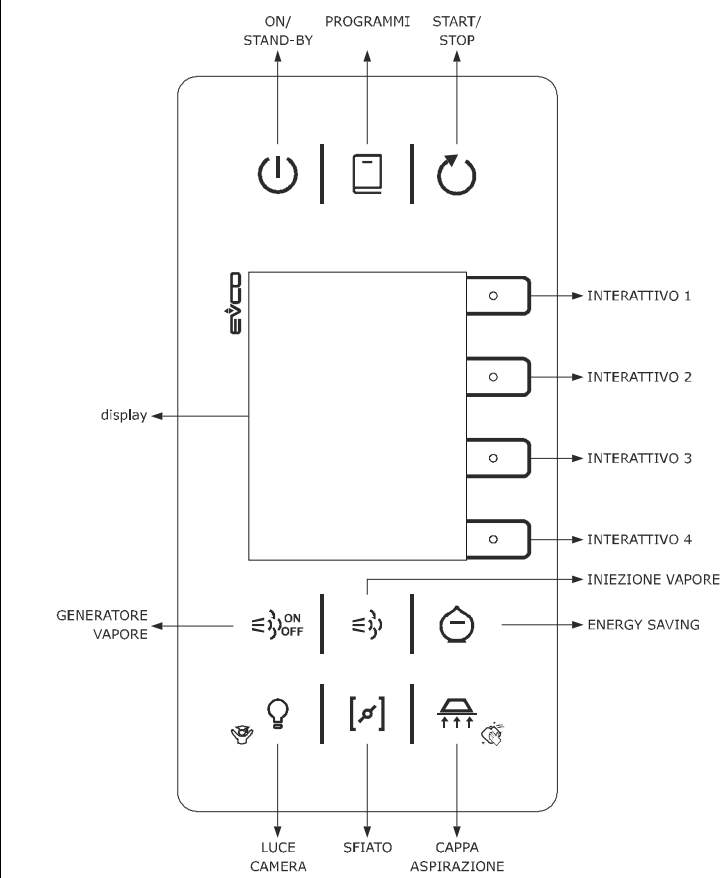 ON/
STAND-BY
PROGRAMMI
START/
STOP
EVCO
INTERATTIVO 1
INTERATTIVO 2
display
INTERATTIVO 3
INTERATTIVO 4
INIEZIONE VAPORE
GENERATORE
VAPORE
ON
OFF
ENERGY SAVING
LUCE
CAMERA
SFIATO
CAPPA
ASPIRAZIONE